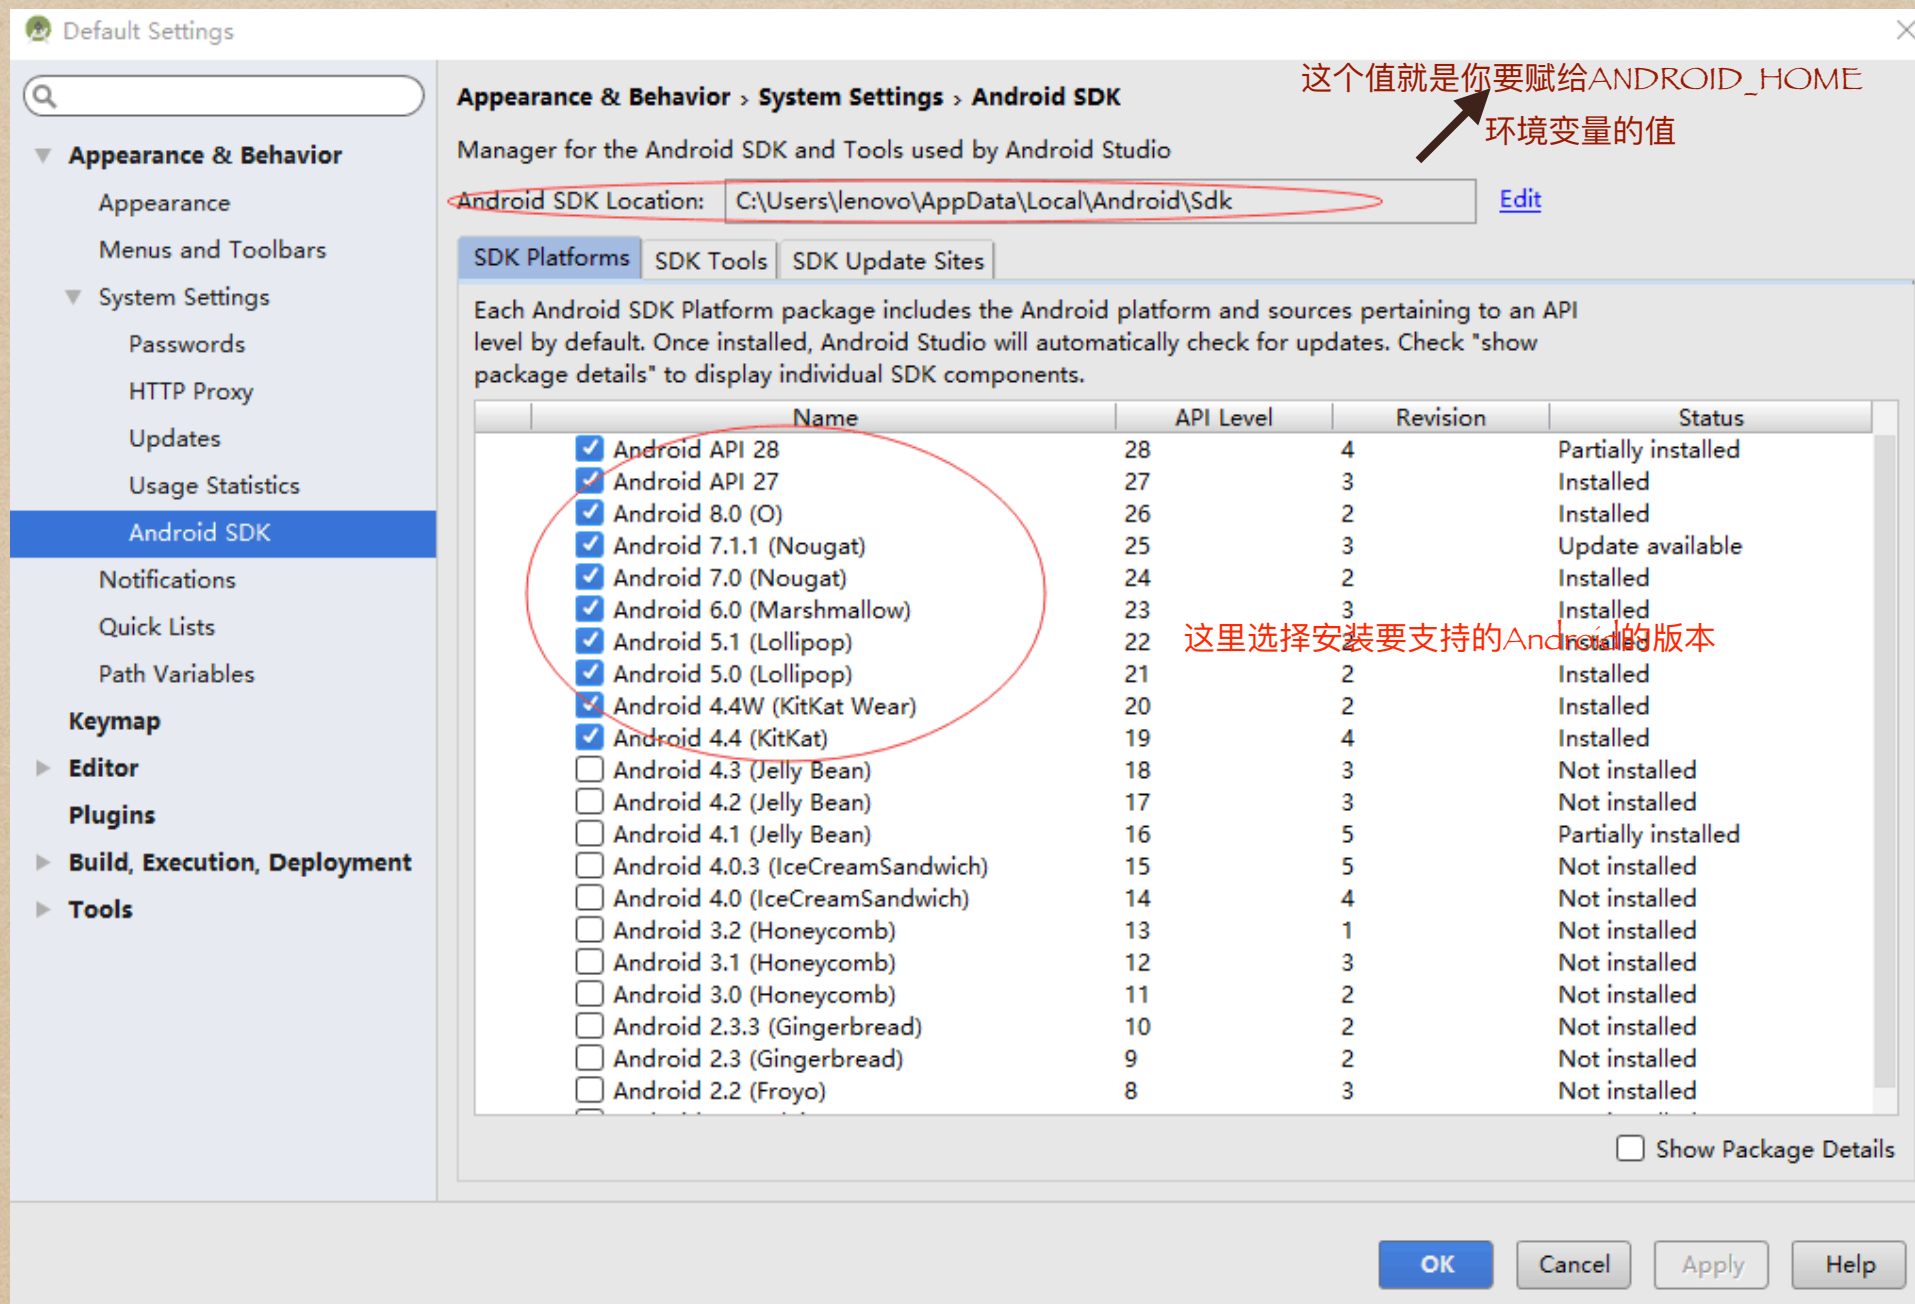 Default Settings
这个值就是你要赋给ANDROID_HOME
环境变量的值
Appearance & Behavior
Appearance
Menus and Toolbars
System Settings
Passwords
HTTP Proxy
Updates
Usage Statistics
Android SDK
Notifications
Quick Lists
Path Variables
Keymap
Editor
Plugins
Build, Execution, Deployment
Tools
Appearance & Behavior › System Settings › Android SDK
Manager for the Android SDK and Tools used by Android Studio
Android SDK Location: C:\Users\lenovo\AppData\Local\Android\Sdk Edit
SDK Platforms SDK Tools SDK Update Sites
Each Android SDK Platform package includes the Android platform and sources pertaining to an API
level by default. Once installed, Android Studio will automatically check for updates. Check "show
package details" to display individual SDK components.
Name API Level Revision Status
Android API 28 28 4 Partially installed
Android API 27 27 3 Installed
Android 8.0 (O) 26 2 Installed
Android 7.1.1 (Nougat) 25 3 Update available
Android 7.0 (Nougat) 24 2 Installed
Android 6.0 (Marshmallow) 23 3 Installed
Android 5.1 (Lollipop) 22 2 Installed
这里选择安装要支持的Android的版本
Android 5.0 (Lollipop) 21 2 Installed
Android 4.4W (KitKat Wear) 20 2 Installed
Android 4.4 (KitKat) 19 4 Installed
Android 4.3 (Jelly Bean) 18 3 Not installed
Android 4.2 (Jelly Bean) 17 3 Not installed
Android 4.1 (Jelly Bean) 16 5 Partially installed
Android 4.0.3 (IceCreamSandwich) 15 5 Not installed
Android 4.0 (IceCreamSandwich) 14 4 Not installed
Android 3.2 (Honeycomb) 13 1 Not installed
Android 3.1 (Honeycomb) 12 3 Not installed
Android 3.0 (Honeycomb) 11 2 Not installed
Android 2.3.3 (Gingerbread) 10 2 Not installed
Android 2.3 (Gingerbread) 9 2 Not installed
Android 2.2 (Froyo) 8 3 Not installed
Show Package Details
OK Cancel Apply Help